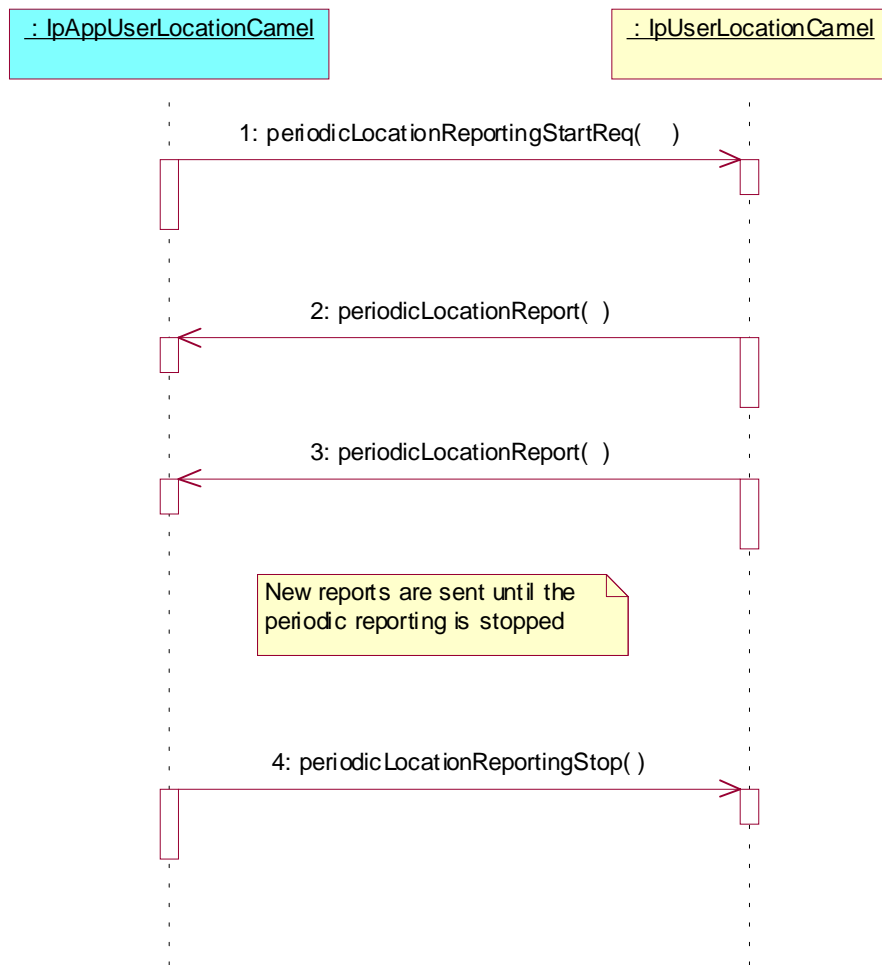 : IpAppUserLocationCamel
: IpUserLocationCamel
1: periodicLocationReportingStartReq( )
2: periodicLocationReport( )
3: periodicLocationReport( )
New reports are sent until the
periodic reporting is stopped
4: periodicLocationReportingStop( )